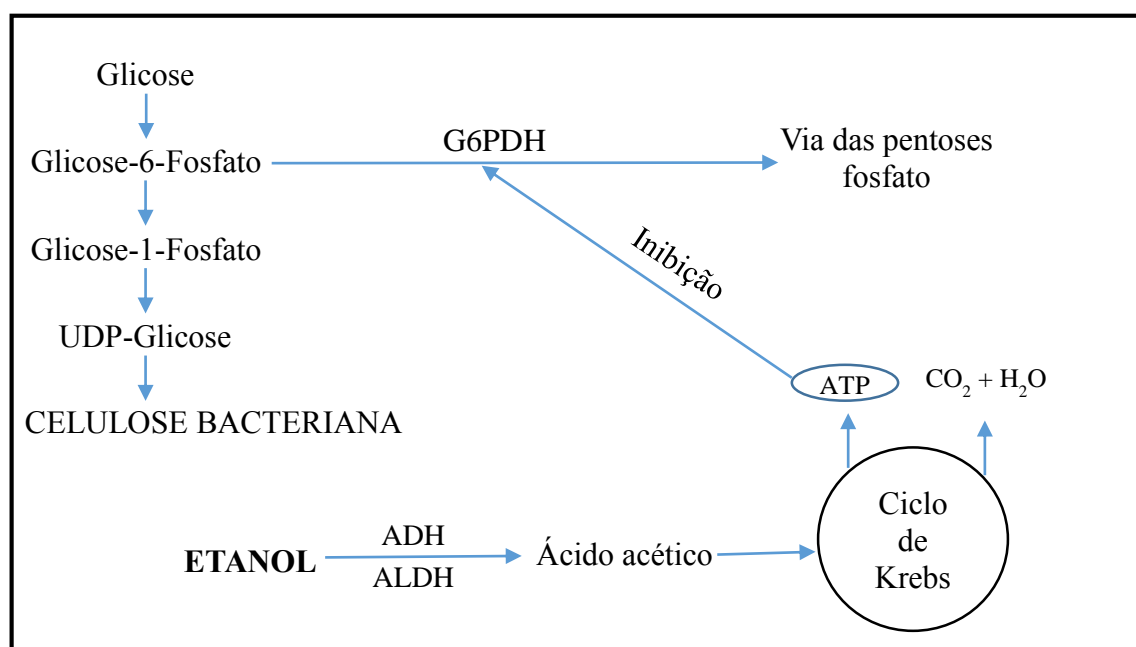 Glicose
Glicose-6-Fosfato
G6PDH
Via das pentoses
fosfato
Glicose-1-Fosfato
Inibição
UDP-Glicose
ATP
CO₂ + H₂O
CELULOSE BACTERIANA
Ciclo
de
Krebs
ETANOL
ADH
ALDH
Ácido acético